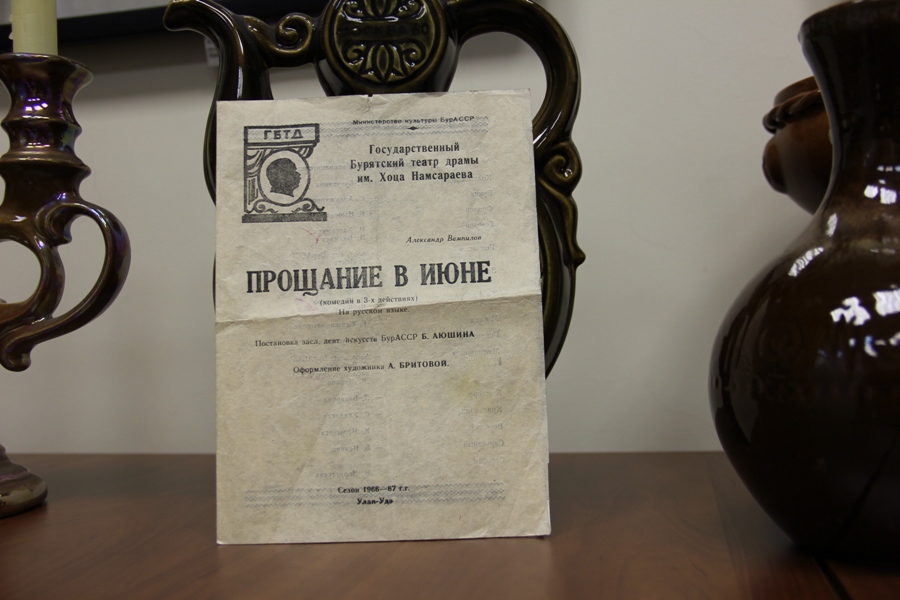 Министерство культуры БурАССР
ГБТД
Государственный
Бурятский театр драмы
им. Хоца Намсараева
Александр Вампилов
ПРОЩАНИЕ В ИЮНЕ
(комедия в 3-х действиях)
На русском языке.
Постановка засл. деят. искусств БурАССР Б. АЮШИНА
Оформление художника А. БРИТОВОЙ.
Сезон 1966—67 г.г.
Улан-Удэ